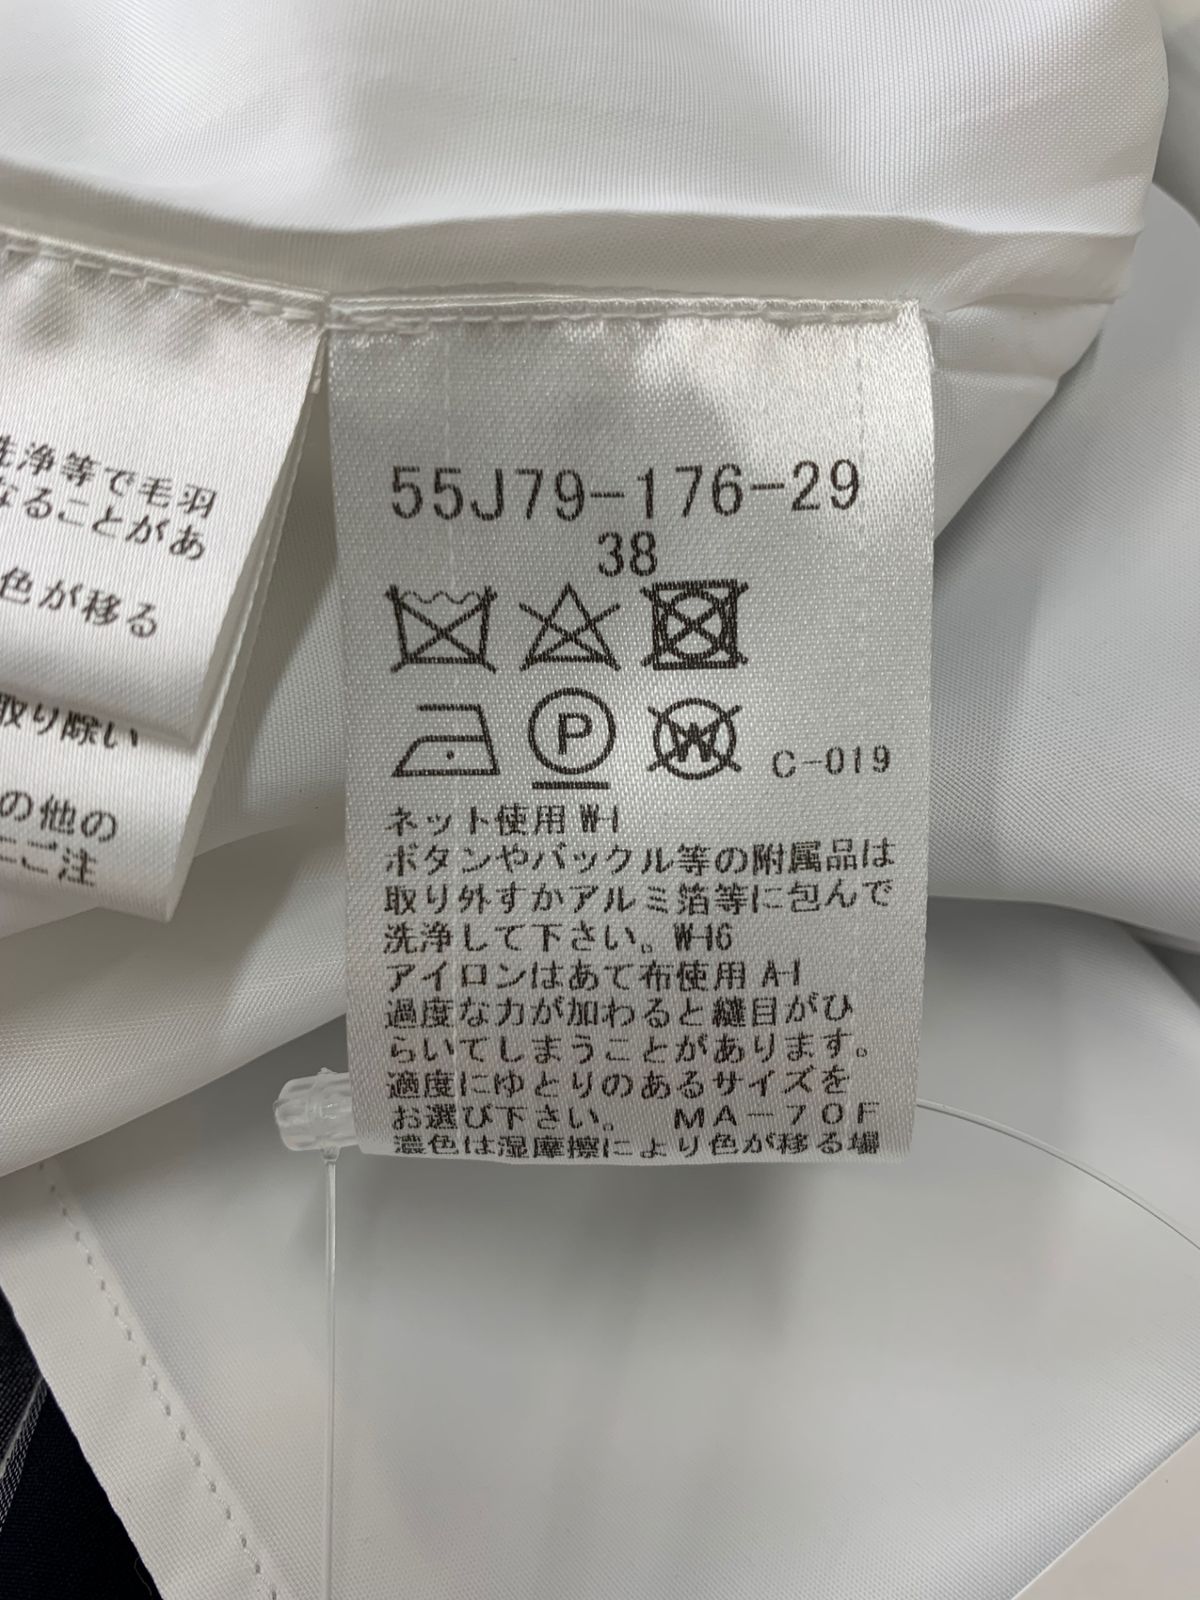 洗浄等で毛羽
なることがあ
色が移る
取り除い
の他の
にご注
55J79-176-29
38
P
W
C-019
ネット使用 W-1
ボタンやバックル等の附属品は
取り外すかアルミ箔等に包んで
洗浄して下さい。W-16
アイロンはあて布使用 A-1
過度な力が加わると縫目がひ
らいてしまうことがあります。
適度にゆとりのあるサイズを
お選び下さい。 MA-70F
濃色は湿摩擦により色が移る場